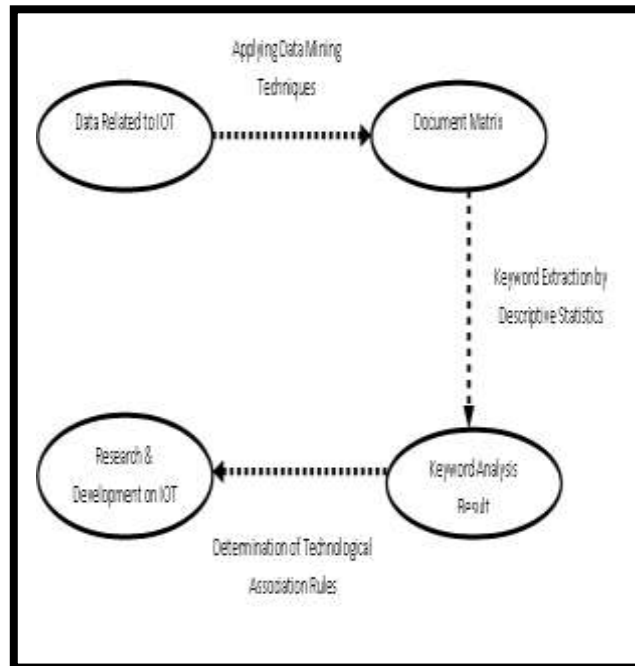 Applying Data Mining
Techniques
Data Related to IOT
Document Matrix
Keyword Extraction by
Descriptive Statistics
Keyword Analysis
Result
Research &
Development on IOT
Determination of Technological
Association Rules